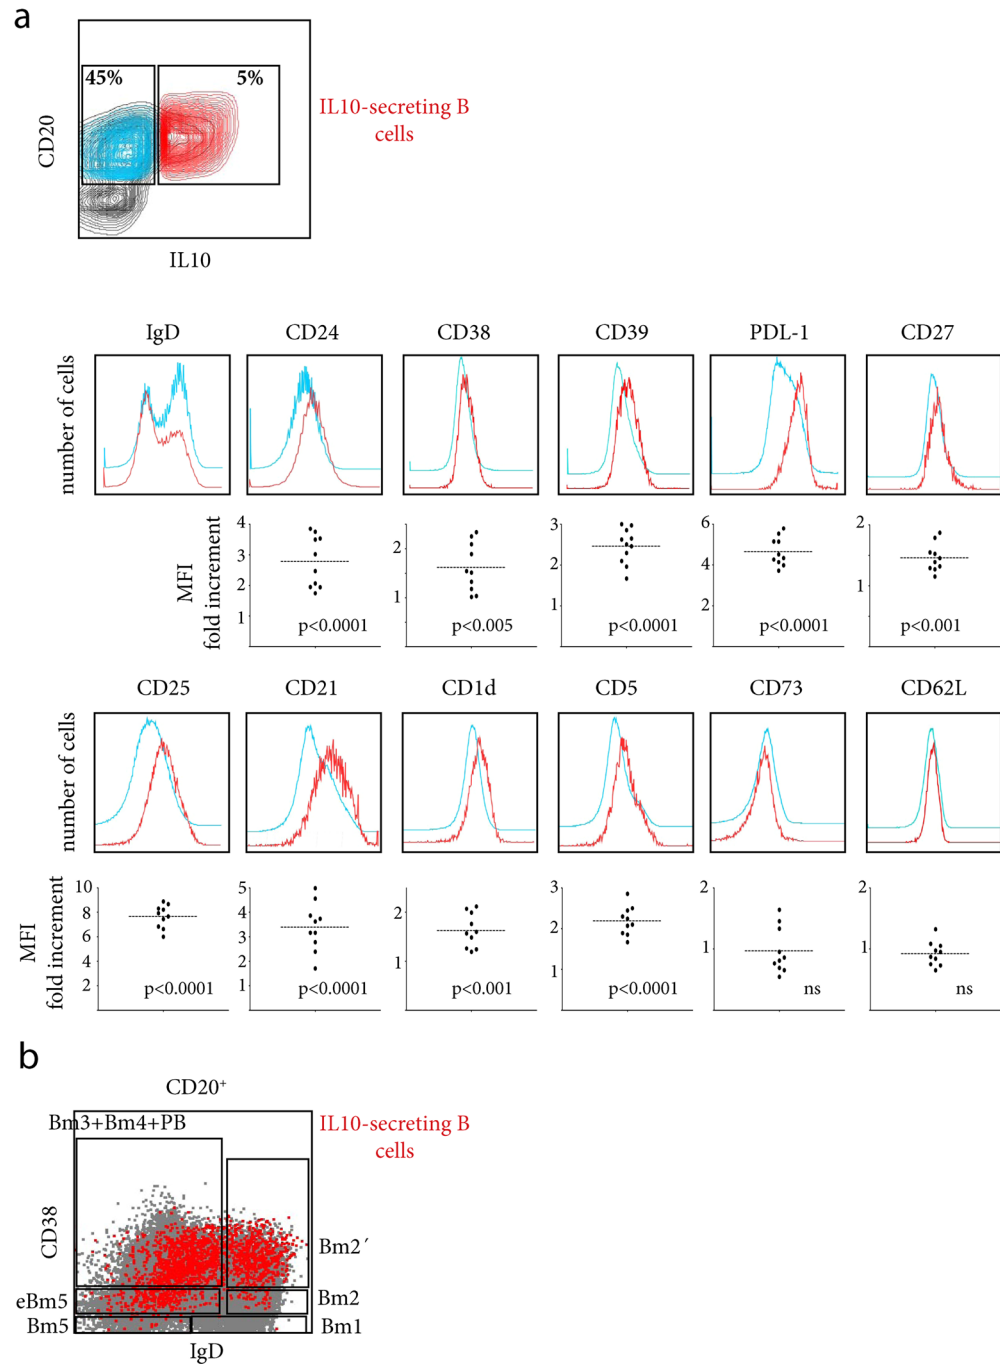 a
45%
5%
IL10-secreting B
cells
CD20
IL10
IgD
CD24
CD38
CD39
PDL-1
CD27
number of cells
MFI
fold increment
4
3
2
1
p<0.0001
2
1
p<0.005
3
2
1
p<0.0001
6
4
2
p<0.0001
2
1
p<0.001
CD25
CD21
CD1d
CD5
CD73
CD62L
number of cells
MFI
fold increment
10
8
6
4
2
p<0.0001
5
4
3
2
1
p<0.0001
2
1
p<0.001
3
2
1
p<0.0001
2
1
ns
2
1
ns
b
CD20⁺
Bm3+Bm4+PB
IL10-secreting B
cells
CD38
Bm2´
eBm5
Bm2
Bm5
Bm1
IgD